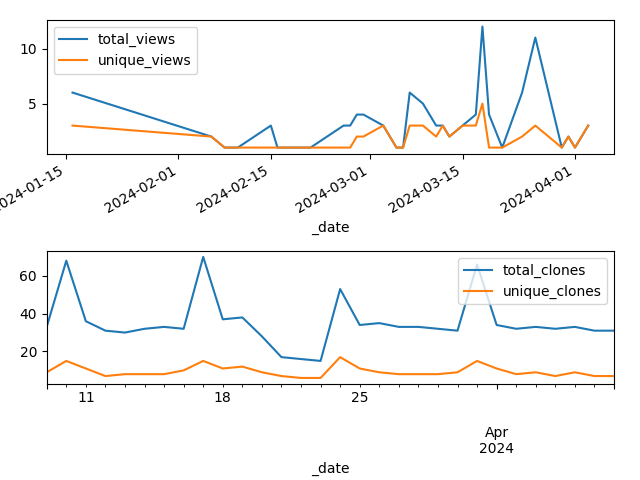 total_views
unique_views
10
5
2024-01-15
2024-02-01
2024-02-15
2024-03-01
2024-03-15
2024-04-01
_date
total_clones
unique_clones
60
40
20
11
18
25
Apr
2024
_date